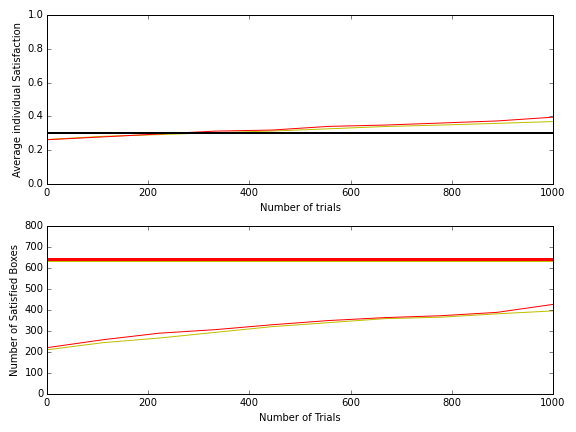 1.0
0.8
0.6
0.4
0.2
0.0
Average individual Satisfaction
0 200 400 600 800 1000
Number of trials
800
700
600
500
400
300
200
100
0
Number of Satisfied Boxes
0 200 400 600 800 1000
Number of Trials